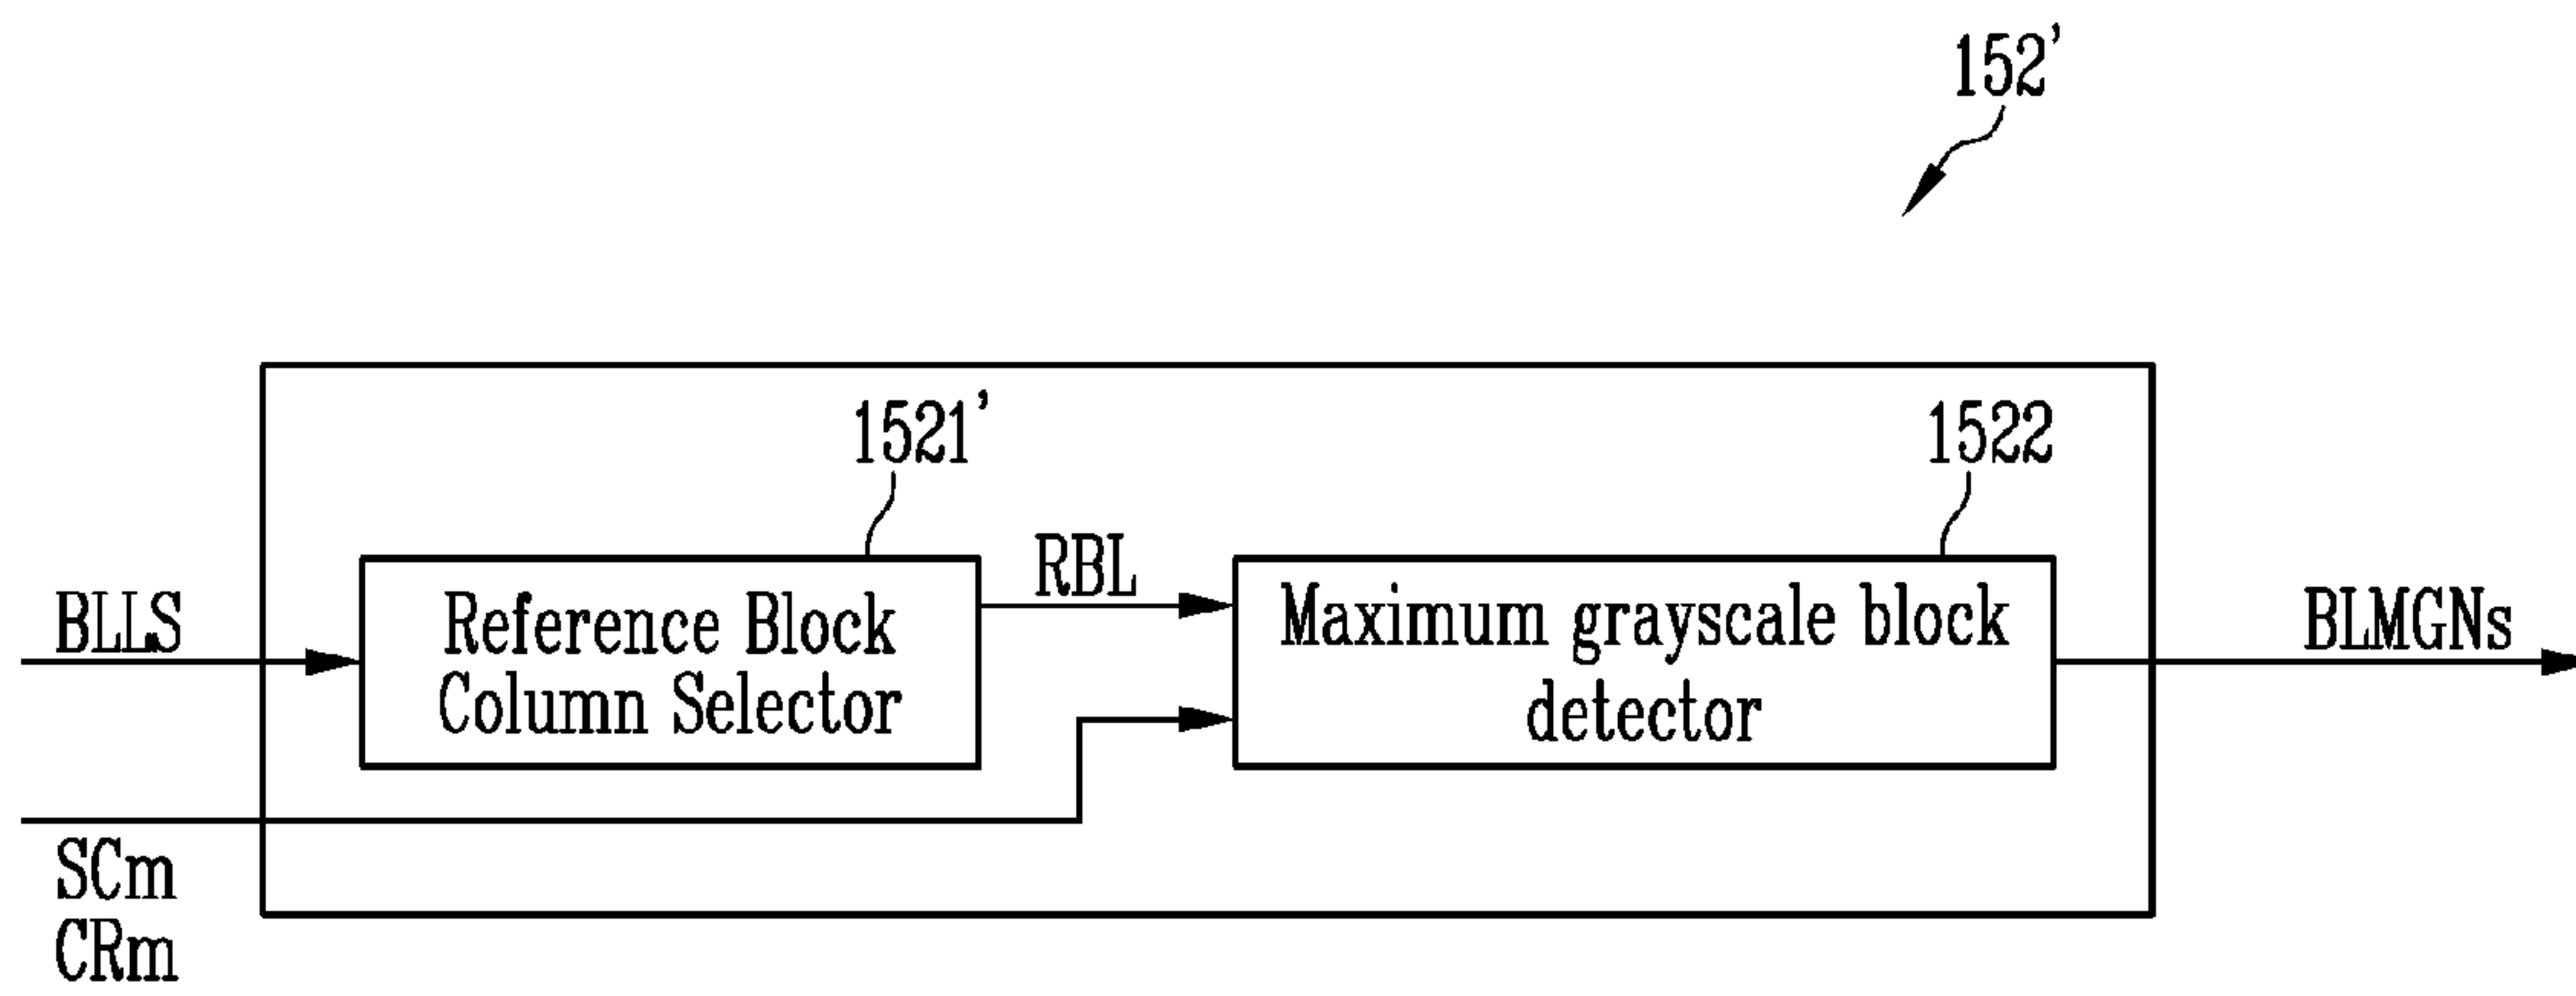 152'
1521'
1522
RBL
BLLS
Reference Block
Column Selector
Maximum grayscale block
detector
BLMGNs
SCm
CRm